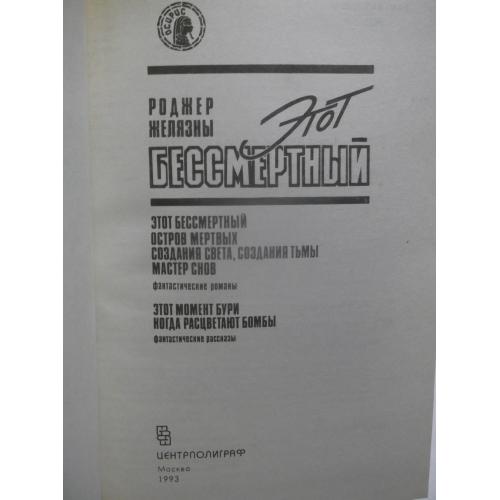 ОСИРОС
РОДЖЕР
ЖЕЛЯЗНЫ
ЭТОТ
БЕССМЕРТНЫЙ
ЭТОТ БЕССМЕРТНЫЙ
ОСТРОВ МЕРТВЫХ
СОЗДАНИЯ СВЕТА, СОЗДАНИЯ ТЬМЫ
МАСТЕР СНОВ
фантастические романы
ЭТОТ МОМЕНТ БУРИ
КОГДА РАСЦВЕТАЮТ БОМБЫ
фантастические рассказы
ЦЕНТРПОЛИГРАФ
Москва
1993